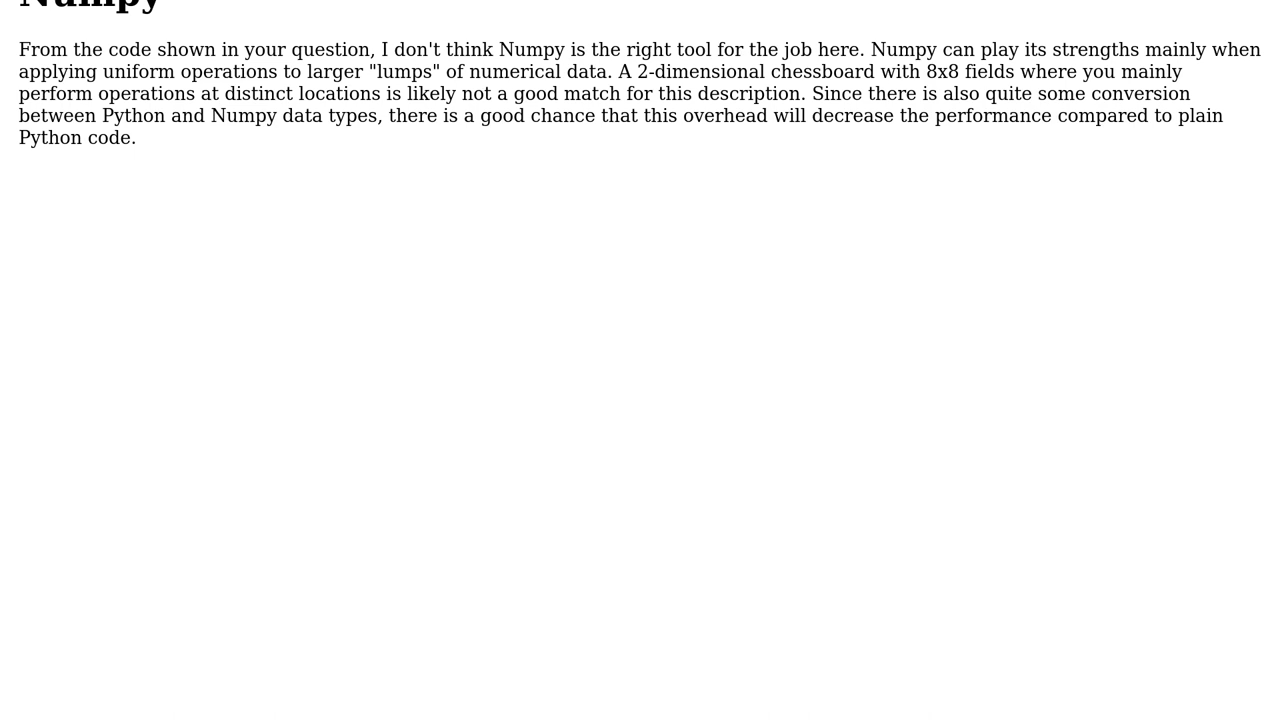 Numpy
From the code shown in your question, I don't think Numpy is the right tool for the job here. Numpy can play its strengths mainly when
applying uniform operations to larger "lumps" of numerical data. A 2-dimensional chessboard with 8x8 fields where you mainly
perform operations at distinct locations is likely not a good match for this description. Since there is also quite some conversion
between Python and Numpy data types, there is a good chance that this overhead will decrease the performance compared to plain
Python code.